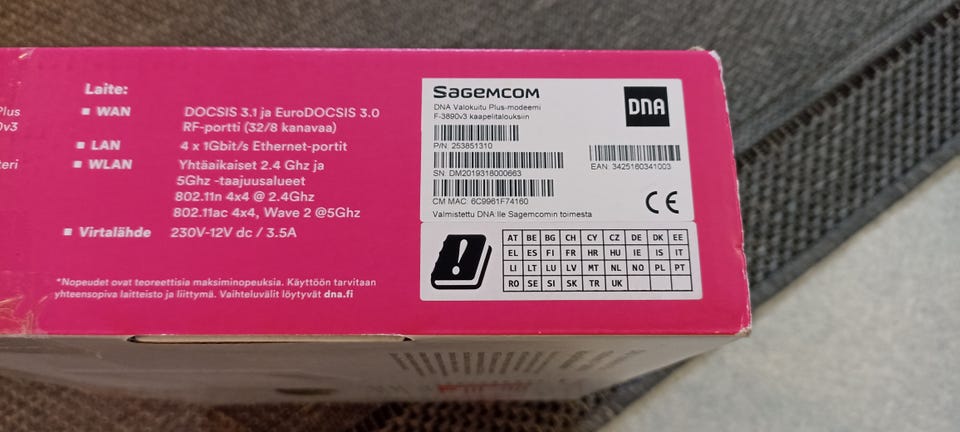 Plus
0v3
teri
Laite:
▪ WAN DOCSIS 3.1 ja EuroDOCSIS 3.0
RF-portti (32/8 kanavaa)
▪ LAN 4 x 1Gbit/s Ethernet-portit
▪ WLAN Yhtäaikaiset 2.4 Ghz ja
5Ghz -taajuusalueet
802.11n 4x4 @ 2.4Ghz
802.11ac 4x4, Wave 2 @5Ghz
▪ Virtalähde 230V-12V dc / 3.5A
*Nopeudet ovat teoreettisia maksiminopeuksia. Käyttöön tarvitaan
yhteensopiva laitteisto ja liittymä. Vaihteluvälit löytyvät dna.fi
Sagemcom
DNA Valokuitu Plus-modeemi
F-3890v3 kaapelitalouksiin
DNA
P/N: 253851310
SN: DM2019318000663
EAN: 3425160341003
CM MAC: 6C9961F74160
CE
Valmistettu DNA lle Sagemcomin toimesta
!
AT BE BG CH CY CZ DE DK EE
EL ES FI FR HR HU IE IS IT
LI LT LU LV MT NL NO PL PT
RO SE SI SK TR UK